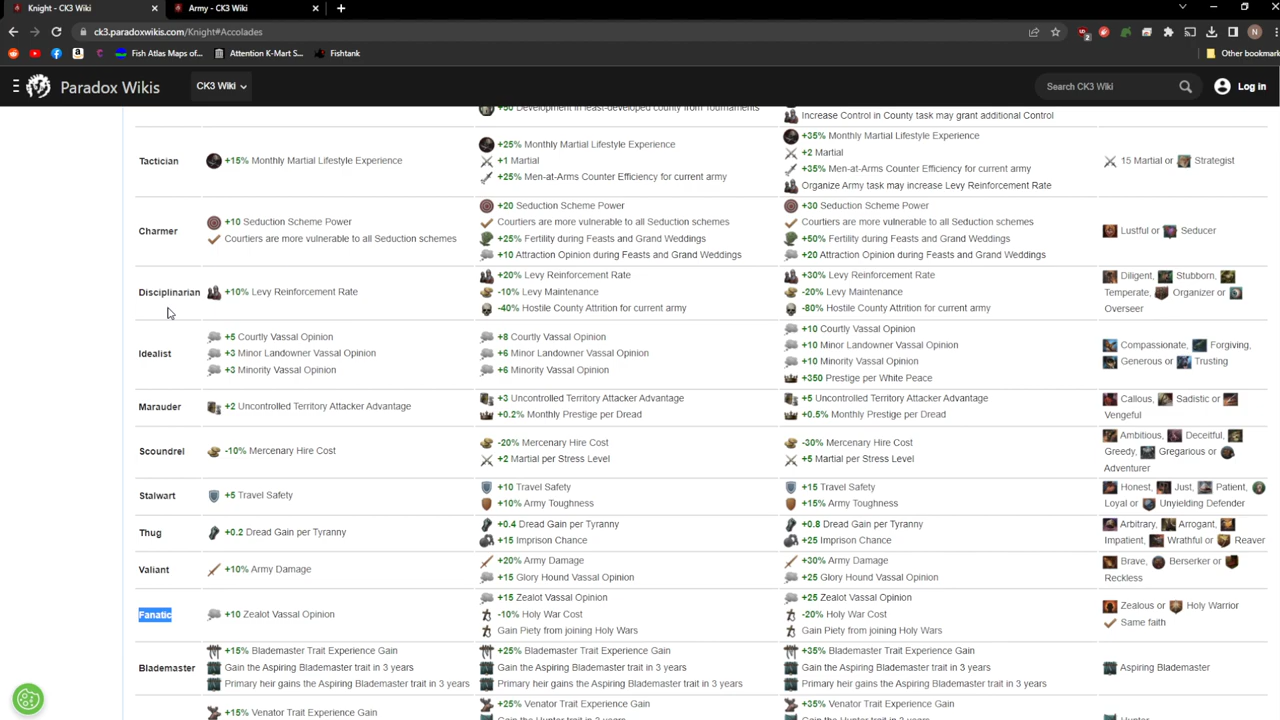 Knight - CK3 Wiki
Army - CK3 Wiki
ck3.paradoxwikis.com/Knight#Accolades
Fish Atlas Maps of...
Attention K-Mart S...
Fishtank
Other bookmark
Paradox Wikis
CK3 Wiki
Search CK3 Wiki
Log in
+50 Development in least-developed county from Tournaments
Increase Control in County task may grant additional Control
Tactician
+15% Monthly Martial Lifestyle Experience
+25% Monthly Martial Lifestyle Experience
+1 Martial
+25% Men-at-Arms Counter Efficiency for current army
+35% Monthly Martial Lifestyle Experience
+2 Martial
+35% Men-at-Arms Counter Efficiency for current army
Organize Army task may increase Levy Reinforcement Rate
15 Martial or Strategist
Charmer
+10 Seduction Scheme Power
Courtiers are more vulnerable to all Seduction schemes
+20 Seduction Scheme Power
Courtiers are more vulnerable to all Seduction schemes
+25% Fertility during Feasts and Grand Weddings
+10 Attraction Opinion during Feasts and Grand Weddings
+30 Seduction Scheme Power
Courtiers are more vulnerable to all Seduction schemes
+50% Fertility during Feasts and Grand Weddings
+20 Attraction Opinion during Feasts and Grand Weddings
Lustful or Seducer
Disciplinarian
+10% Levy Reinforcement Rate
+20% Levy Reinforcement Rate
-10% Levy Maintenance
-40% Hostile County Attrition for current army
+30% Levy Reinforcement Rate
-20% Levy Maintenance
-80% Hostile County Attrition for current army
Diligent, Stubborn,
Temperate, Organizer or
Overseer
Idealist
+5 Courtly Vassal Opinion
+3 Minor Landowner Vassal Opinion
+3 Minority Vassal Opinion
+8 Courtly Vassal Opinion
+6 Minor Landowner Vassal Opinion
+6 Minority Vassal Opinion
+10 Courtly Vassal Opinion
+10 Minor Landowner Vassal Opinion
+10 Minority Vassal Opinion
+350 Prestige per White Peace
Compassionate, Forgiving,
Generous or Trusting
Marauder
+2 Uncontrolled Territory Attacker Advantage
+3 Uncontrolled Territory Attacker Advantage
+0.2% Monthly Prestige per Dread
+5 Uncontrolled Territory Attacker Advantage
+0.5% Monthly Prestige per Dread
Callous, Sadistic or
Vengeful
Scoundrel
-10% Mercenary Hire Cost
-20% Mercenary Hire Cost
+2 Martial per Stress Level
-30% Mercenary Hire Cost
+5 Martial per Stress Level
Ambitious, Deceitful,
Greedy, Gregarious or
Adventurer
Stalwart
+5 Travel Safety
+10 Travel Safety
+10% Army Toughness
+15 Travel Safety
+15% Army Toughness
Honest, Just, Patient,
Loyal or Unyielding Defender
Thug
+0.2 Dread Gain per Tyranny
+0.4 Dread Gain per Tyranny
+15 Imprison Chance
+0.8 Dread Gain per Tyranny
+25 Imprison Chance
Arbitrary, Arrogant,
Impatient, Wrathful or Reaver
Valiant
+10% Army Damage
+20% Army Damage
+15 Glory Hound Vassal Opinion
+30% Army Damage
+25 Glory Hound Vassal Opinion
Brave, Berserker or
Reckless
Fanatic
+10 Zealot Vassal Opinion
+15 Zealot Vassal Opinion
-10% Holy War Cost
Gain Piety from joining Holy Wars
+25 Zealot Vassal Opinion
-20% Holy War Cost
Gain Piety from joining Holy Wars
Zealous or Holy Warrior
Same faith
Blademaster
+15% Blademaster Trait Experience Gain
Gain the Aspiring Blademaster trait in 3 years
Primary heir gains the Aspiring Blademaster trait in 3 years
+25% Blademaster Trait Experience Gain
Gain the Aspiring Blademaster trait in 3 years
Primary heir gains the Aspiring Blademaster trait in 3 years
+35% Blademaster Trait Experience Gain
Gain the Aspiring Blademaster trait in 3 years
Primary heir gains the Aspiring Blademaster trait in 3 years
Aspiring Blademaster
+15% Venator Trait Experience Gain
+25% Venator Trait Experience Gain
Gain the Hunter trait in 3 years
+35% Venator Trait Experience Gain
Gain the Hunter trait in 3 years